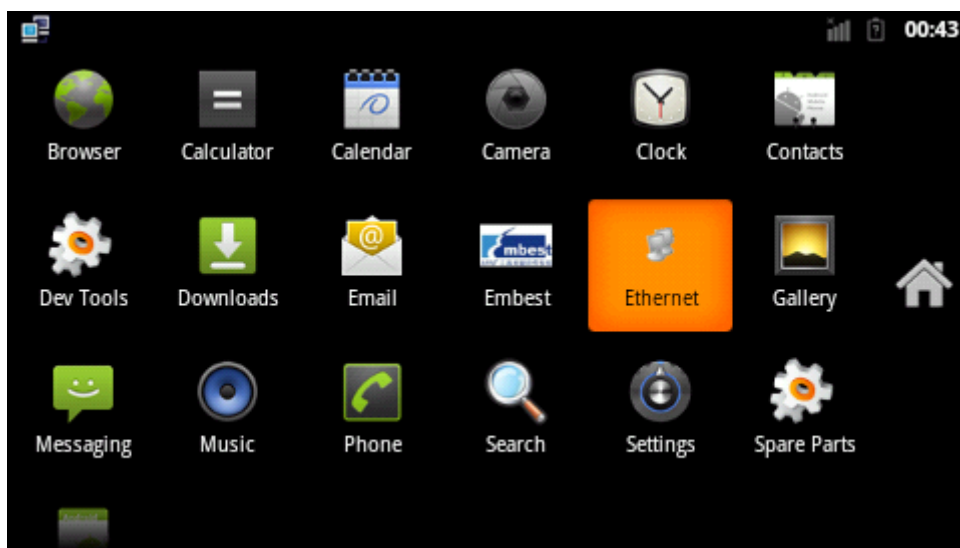 00:43
Browser
Calculator
Calendar
Camera
Clock
Contacts
Dev Tools
Downloads
Email
Embest
Ethernet
Gallery
Messaging
Music
Phone
Search
Settings
Spare Parts